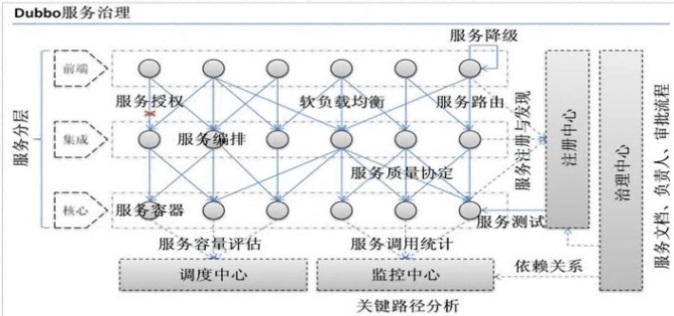 Dubbo服务治理
服务降级
前端
服务授权
软负载均衡
服务路由
服务分层
集成
服务编排
服务注册与发现
注册中心
治理中心
服务文档、负责人、审批流程
服务质量协定
核心
服务容器
服务测试
服务容量评估
服务调用统计
调度中心
监控中心
依赖关系
关键路径分析